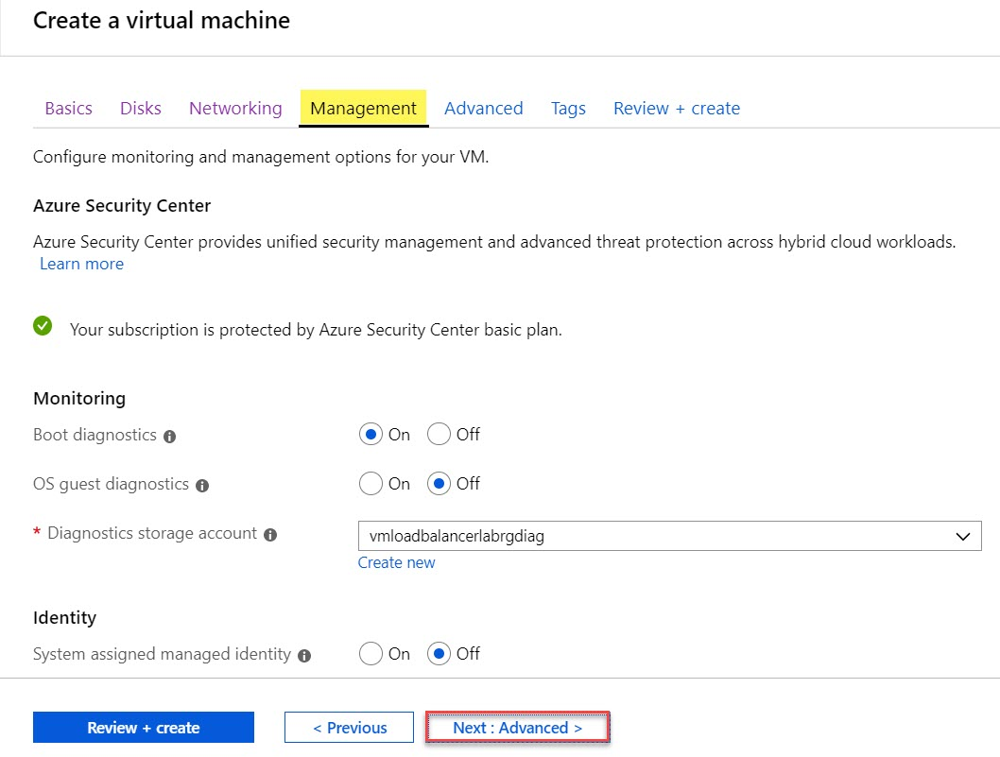 Create a virtual machine
Basics Disks Networking Management Advanced Tags Review + create
Configure monitoring and management options for your VM.
Azure Security Center
Azure Security Center provides unified security management and advanced threat protection across hybrid cloud workloads.
Learn more
Your subscription is protected by Azure Security Center basic plan.
Monitoring
Boot diagnostics On Off
OS guest diagnostics On Off
* Diagnostics storage account vmloadbalancerlabrgdiag
Create new
Identity
System assigned managed identity On Off
Review + create < Previous Next : Advanced >